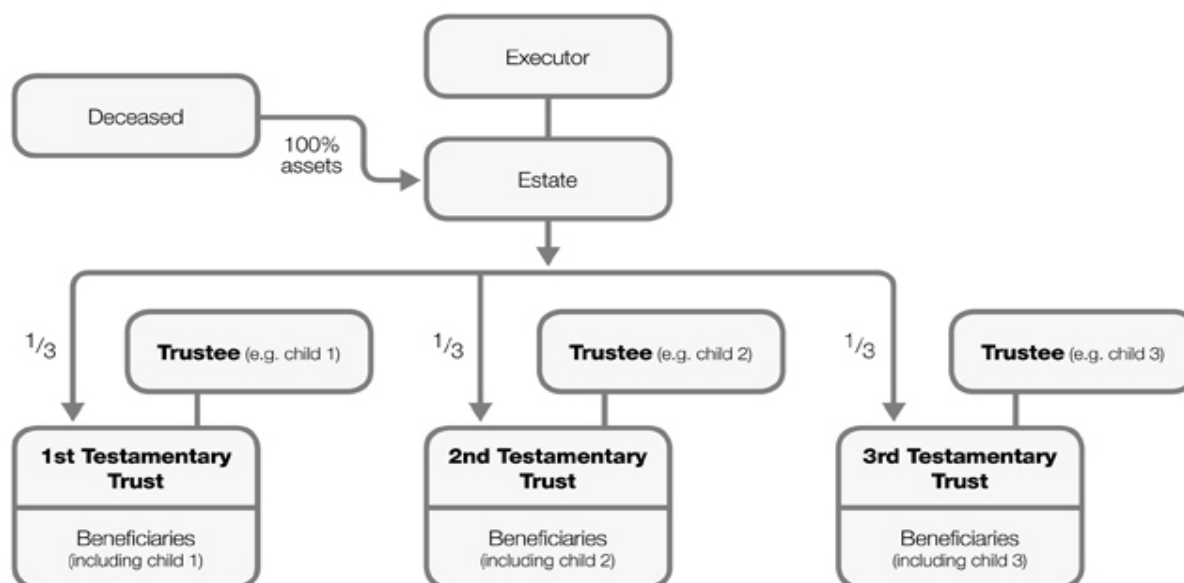 Executor
Deceased
100%
assets
Estate
1/3
Trustee (e.g. child 1)
1/3
Trustee (e.g. child 2)
1/3
Trustee (e.g. child 3)
1st Testamentary
Trust
Beneficiaries
(including child 1)
2nd Testamentary
Trust
Beneficiaries
(including child 2)
3rd Testamentary
Trust
Beneficiaries
(including child 3)